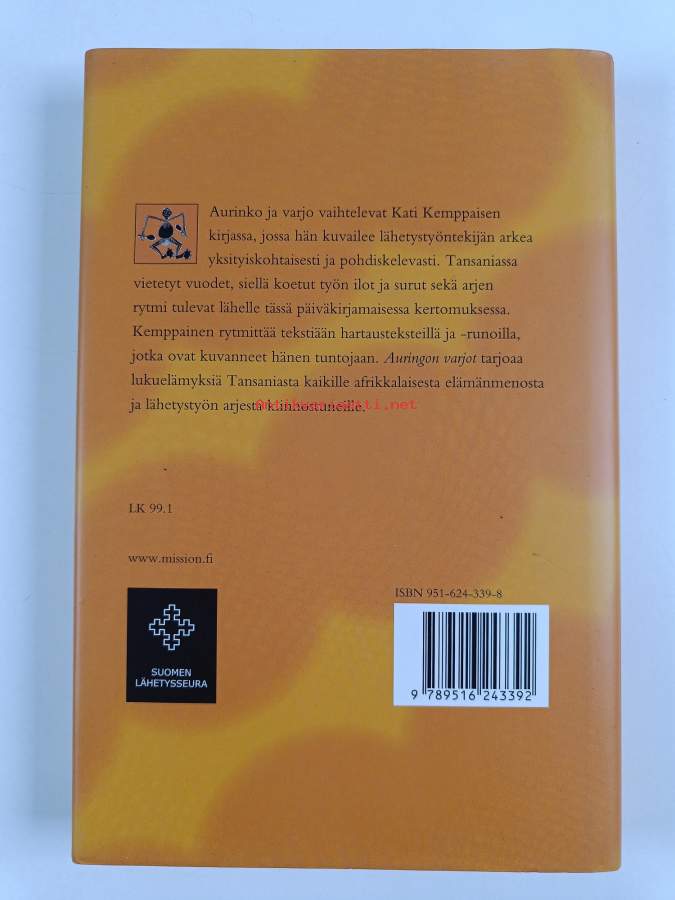 Aurinko ja varjo vaihtelevat Kati Kemppaisen
kirjassa, jossa hän kuvailee lähetystyöntekijän arkea
yksityiskohtaisesti ja pohdiskelevasti. Tansaniassa
vietetyt vuodet, siellä koetut työn ilot ja surut sekä arjen
rytmi tulevat lähelle tässä päiväkirjamaisessa kertomuksessa.
Kemppainen rytmittää tekstiään hartausteksteillä ja -runoilla,
jotka ovat kuvanneet hänen tuntojaan. Auringon varjot tarjoaa
lukuelämyksiä Tansaniasta kaikille afrikkalaisesta elämänmenosta
ja lähetystyön arjesta kiinnostuneille.
Antikvariaatti.net
LK 99.1
www.mission.fi
SUOMEN
LÄHETYSSEURA
ISBN 951-624-339-8
9 789516 243392